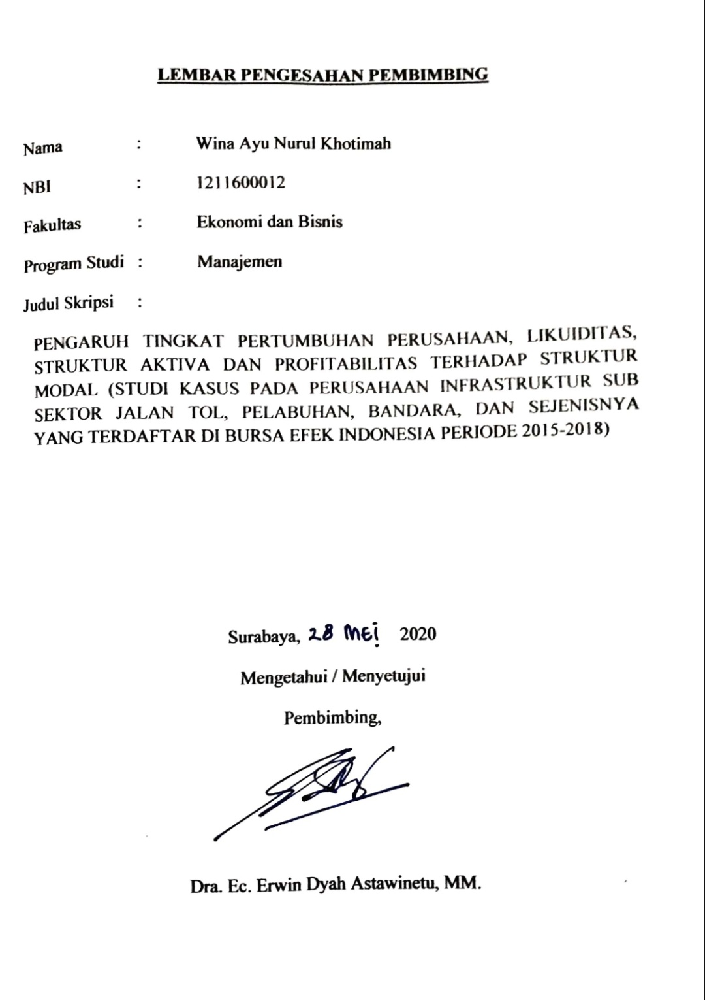 LEMBAR PENGESAHAN PEMBIMBING
Nama : Wina Ayu Nurul Khotimah
NBI : 1211600012
Fakultas : Ekonomi dan Bisnis
Program Studi : Manajemen
Judul Skripsi :
PENGARUH TINGKAT PERTUMBUHAN PERUSAHAAN, LIKUIDITAS,
STRUKTUR AKTIVA DAN PROFITABILITAS TERHADAP STRUKTUR
MODAL (STUDI KASUS PADA PERUSAHAAN INFRASTRUKTUR SUB
SEKTOR JALAN TOL, PELABUHAN, BANDARA, DAN SEJENISNYA
YANG TERDAFTAR DI BURSA EFEK INDONESIA PERIODE 2015-2018)
Surabaya, 28 MEi 2020
Mengetahui / Menyetujui
Pembimbing,
Dra. Ec. Erwin Dyah Astawinetu, MM.